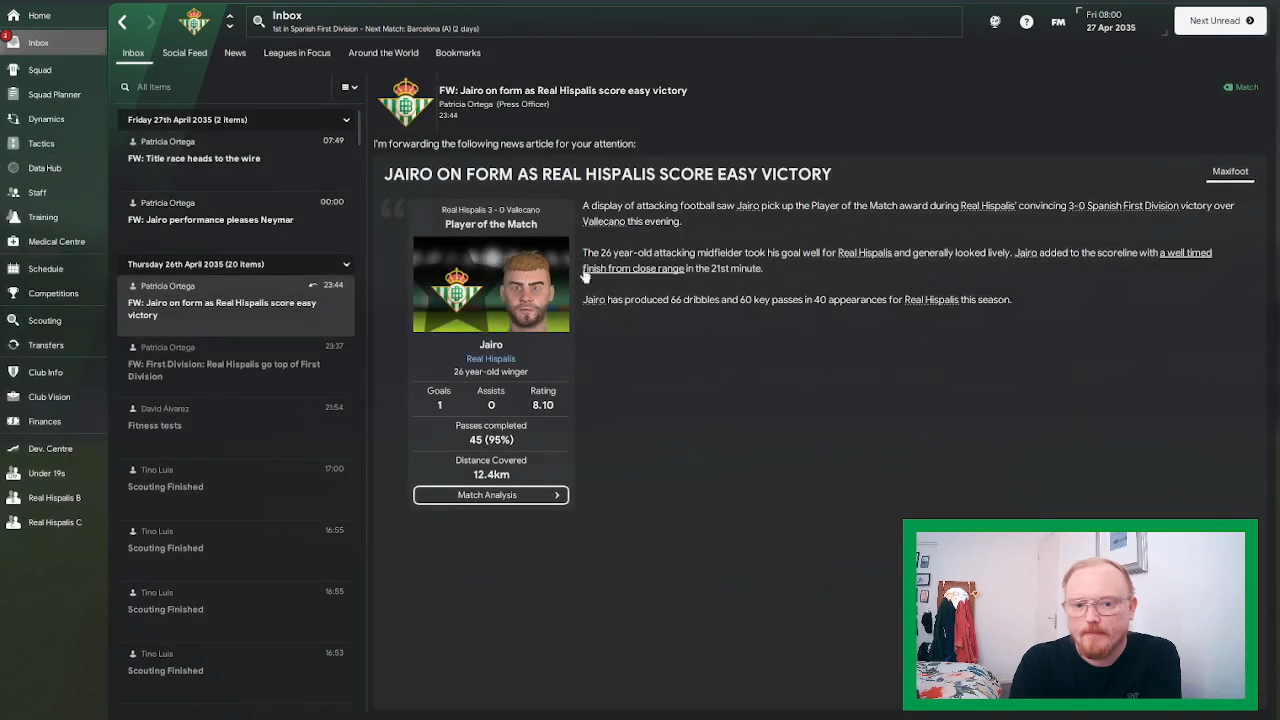 Home
2
Inbox
Squad
Squad Planner
Dynamics
Tactics
Data Hub
Staff
Training
Medical Centre
Schedule
Competitions
Scouting
Transfers
Club Info
Club Vision
Finances
Dev. Centre
Under 19s
Real Hispalis B
Real Hispalis C
Inbox
1st in Spanish First Division - Next Match: Barcelona (A) (2 days)
FM
Fri 08:00
27 Apr 2035
Next Unread
Inbox Social Feed News Leagues in Focus Around the World Bookmarks
All Items
Friday 27th April 2035 (2 items)
Patricia Ortega 07:49
FW: Title race heads to the wire
Patricia Ortega 00:00
FW: Jairo performance pleases Neymar
Thursday 26th April 2035 (20 items)
Patricia Ortega 23:44
FW: Jairo on form as Real Hispalis score easy
victory
Patricia Ortega 23:37
FW: First Division: Real Hispalis go top of First
Division
David Álvarez 21:54
Fitness tests
Tino Luis 17:00
Scouting Finished
Tino Luis 16:55
Scouting Finished
Tino Luis 16:55
Scouting Finished
Tino Luis 16:53
Scouting Finished
FW: Jairo on form as Real Hispalis score easy victory
Patricia Ortega (Press Officer)
23:44
Match
I'm forwarding the following news article for your attention:
JAIRO ON FORM AS REAL HISPALIS SCORE EASY VICTORY
Maxifoot
Real Hispalis 3 - 0 Vallecano
Player of the Match
Jairo
Real Hispalis
26 year-old winger
Goals Assists Rating
1 0 8.10
Passes completed
45 (95%)
Distance Covered
12.4km
Match Analysis
A display of attacking football saw Jairo pick up the Player of the Match award during Real Hispalis' convincing 3-0 Spanish First Division victory over
Vallecano this evening.
The 26 year-old attacking midfielder took his goal well for Real Hispalis and generally looked lively. Jairo added to the scoreline with a well timed
finish from close range in the 21st minute.
Jairo has produced 66 dribbles and 60 key passes in 40 appearances for Real Hispalis this season.